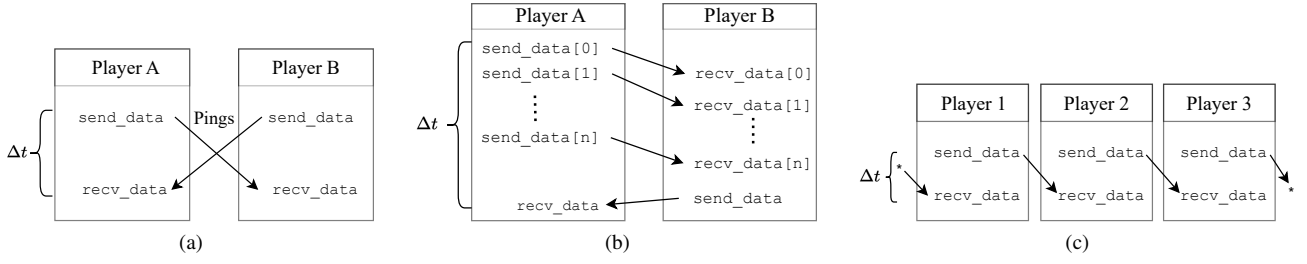 Player A
Player B
Pings
send_data
send_data
Δt
recv_data
recv_data
(a)
Player A
Player B
send_data[0]
recv_data[0]
send_data[1]
recv_data[1]
Δt
send_data[n]
recv_data[n]
send_data
recv_data
(b)
Player 1
Player 2
Player 3
send_data
send_data
send_data
Δt
*
recv_data
recv_data
recv_data
*
(c)